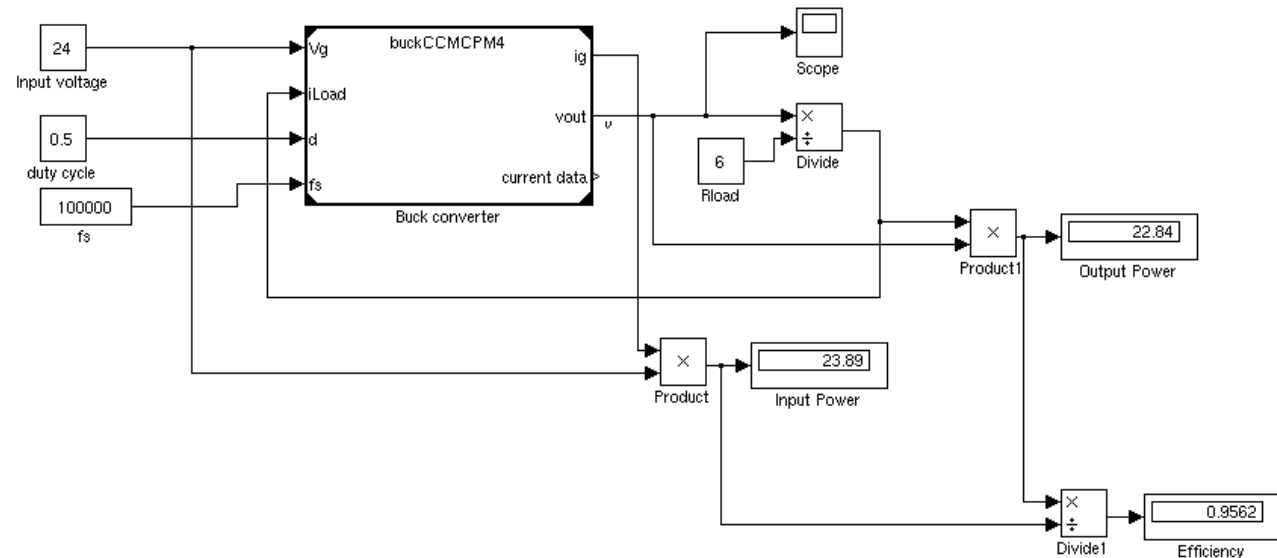 24
Input voltage
0.5
duty cycle
100000
fs
buckCCMCPM4
Vg
iLoad
d
fs
ig
vout
v
current data
Buck converter
Scope
×
÷
Divide
6
Rload
×
Product1
22.84
Output Power
×
Product
23.89
Input Power
×
÷
Divide1
0.9562
Efficiency